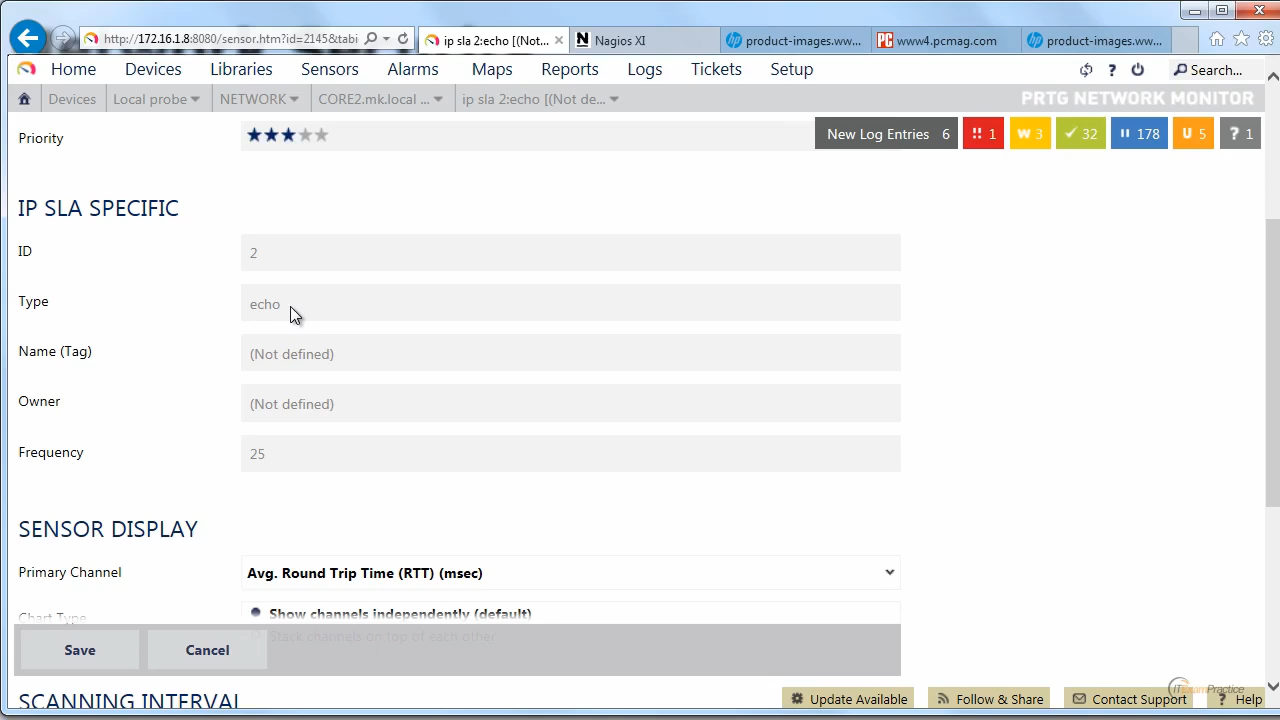 http://172.16.1.8:8080/sensor.htm?id=2145&tabi
ip sla 2:echo [(Not...
Nagios XI
product-images.ww...
www4.pcmag.com
product-images.ww...
Home Devices Libraries Sensors Alarms Maps Reports Logs Tickets Setup Search...
Devices Local probe NETWORK CORE2.mk.local ... ip sla 2:echo [(Not de... PRTG NETWORK MONITOR
Priority
New Log Entries 6 !! 1 W 3 32 178 U 5 ? 1
IP SLA SPECIFIC
ID 2
Type echo
Name (Tag) (Not defined)
Owner (Not defined)
Frequency 25
SENSOR DISPLAY
Primary Channel Avg. Round Trip Time (RTT) (msec)
Chart Type Show channels independently (default)
Stack channels on top of each other
Save Cancel
SCANNING INTERVAL
Update Available Follow & Share Contact Support ? Help
ITExamPractice